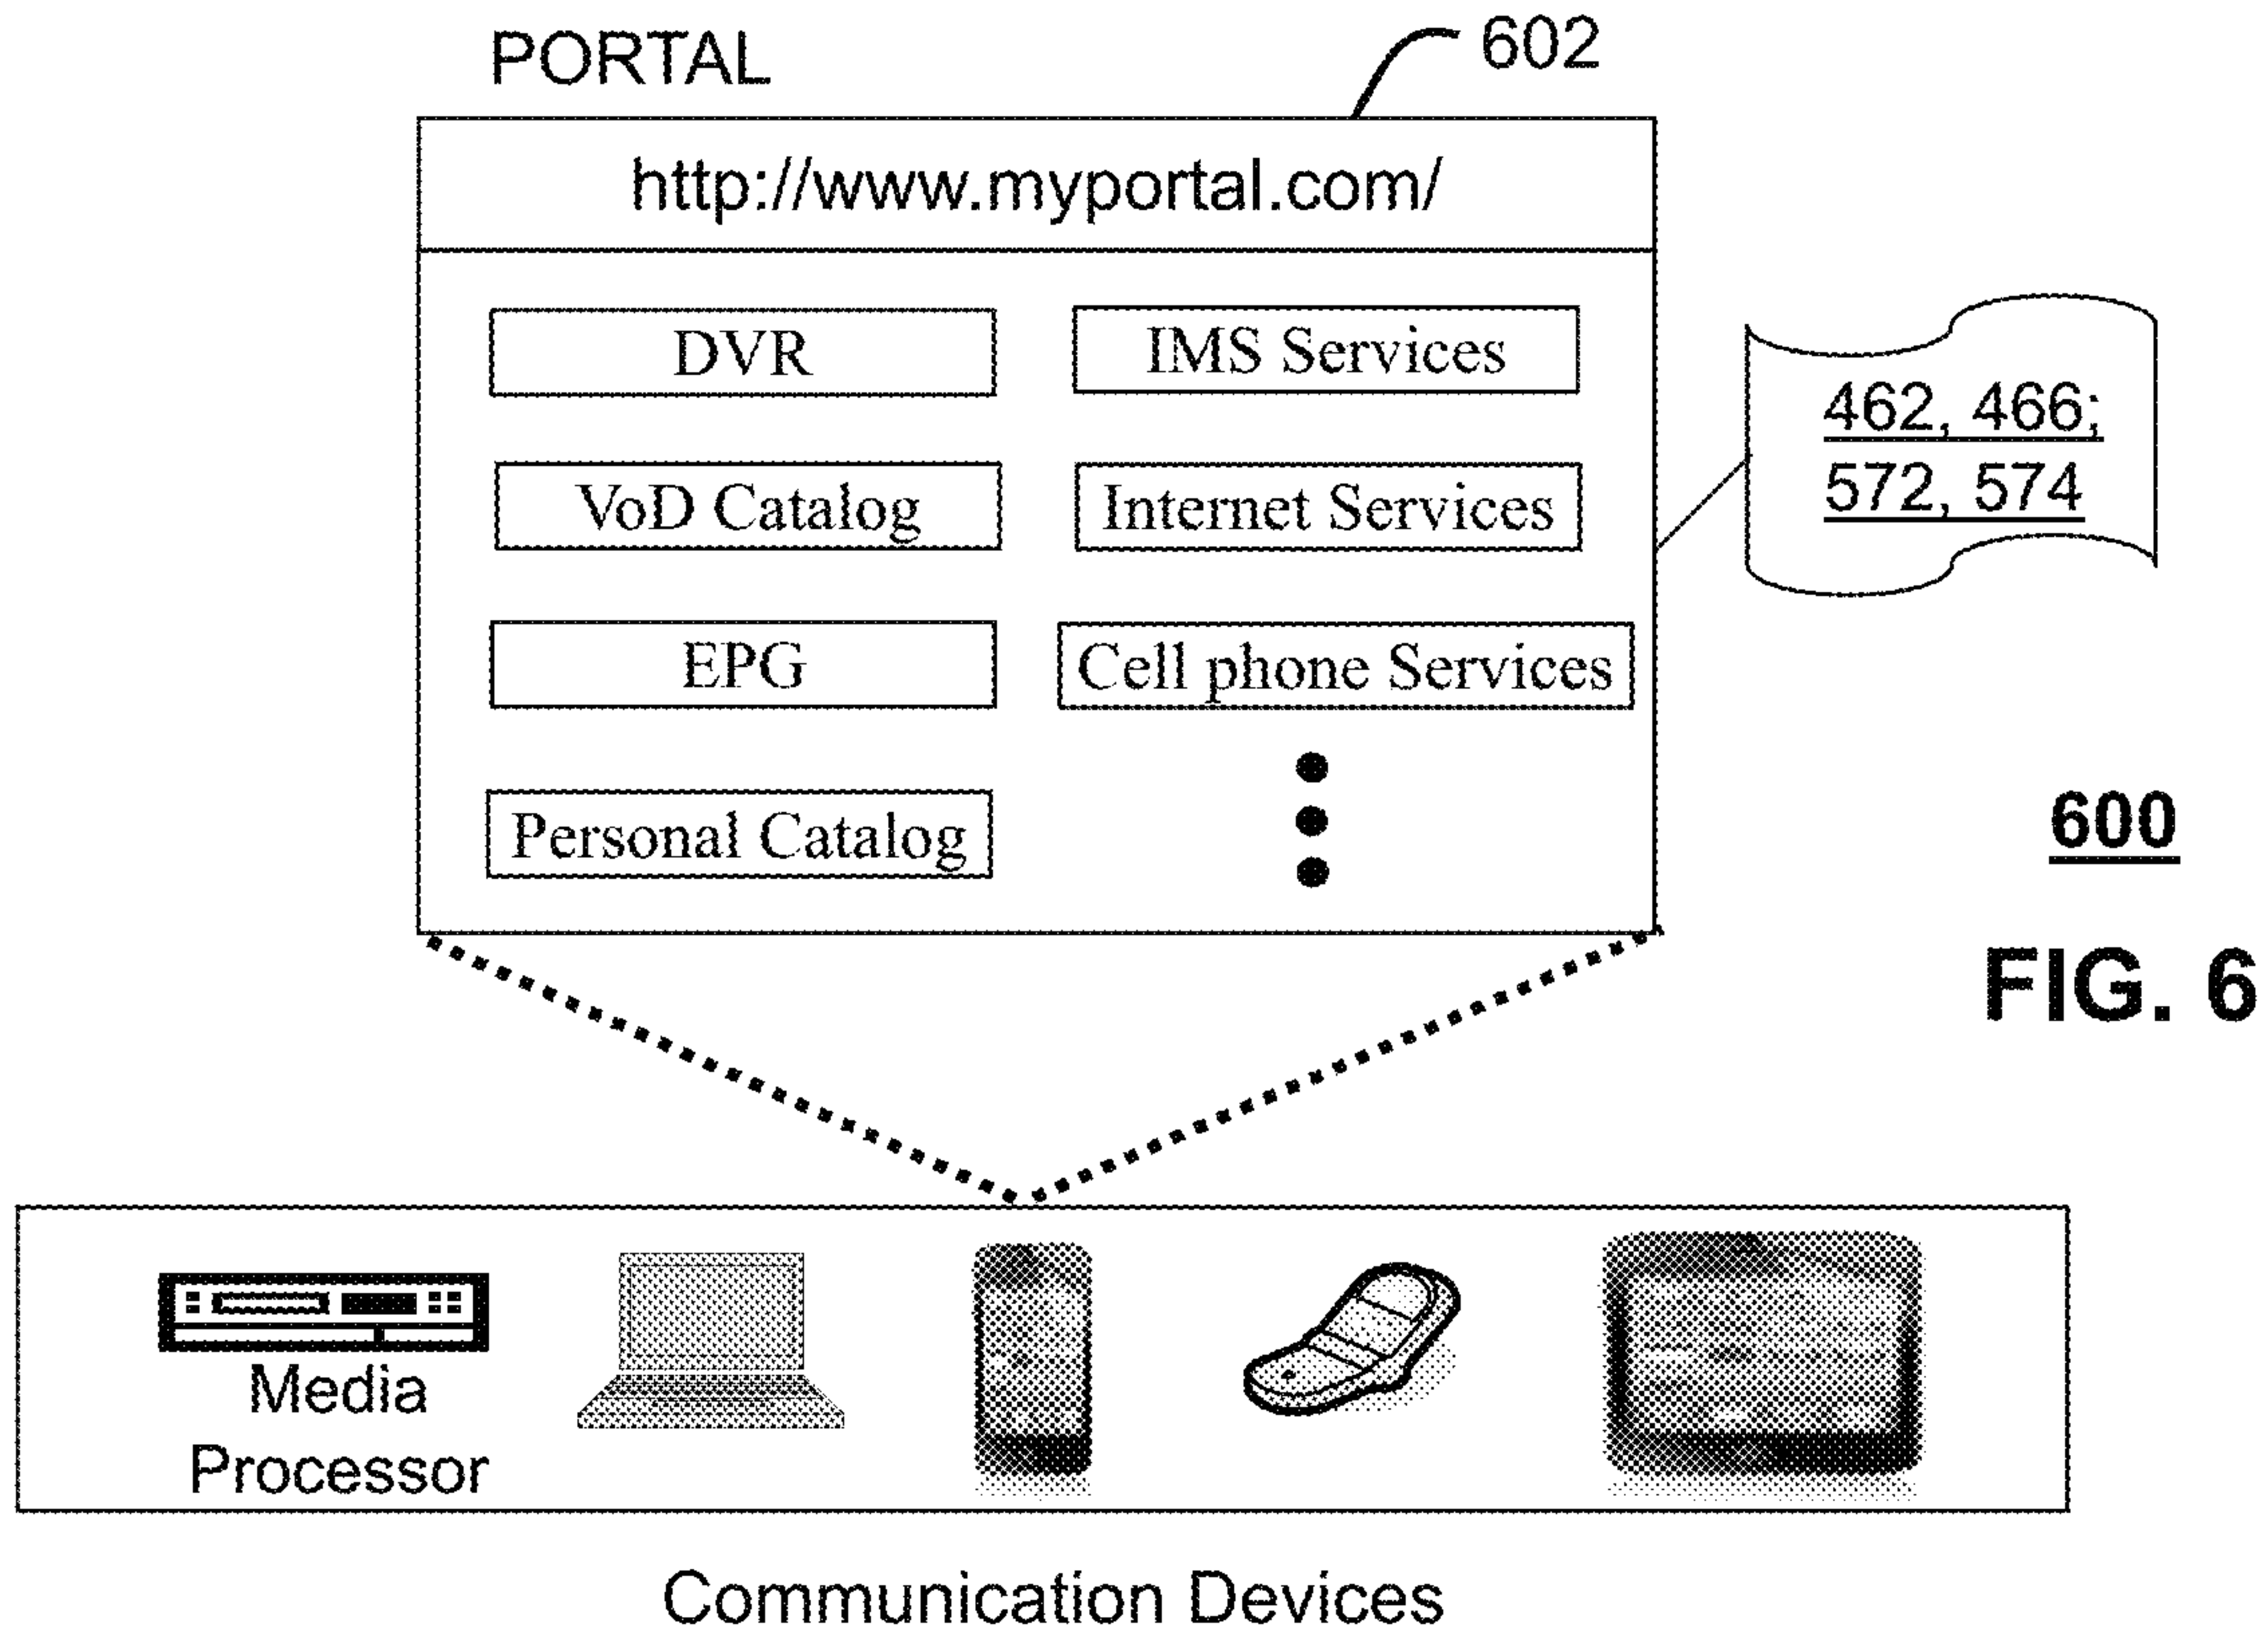 PORTAL
602
http://www.myportal.com/
DVR
IMS Services
VoD Catalog
Internet Services
EPG
Cell phone Services
Personal Catalog
462, 466;
572, 574
600
FIG. 6
Media
Processor
Communication Devices